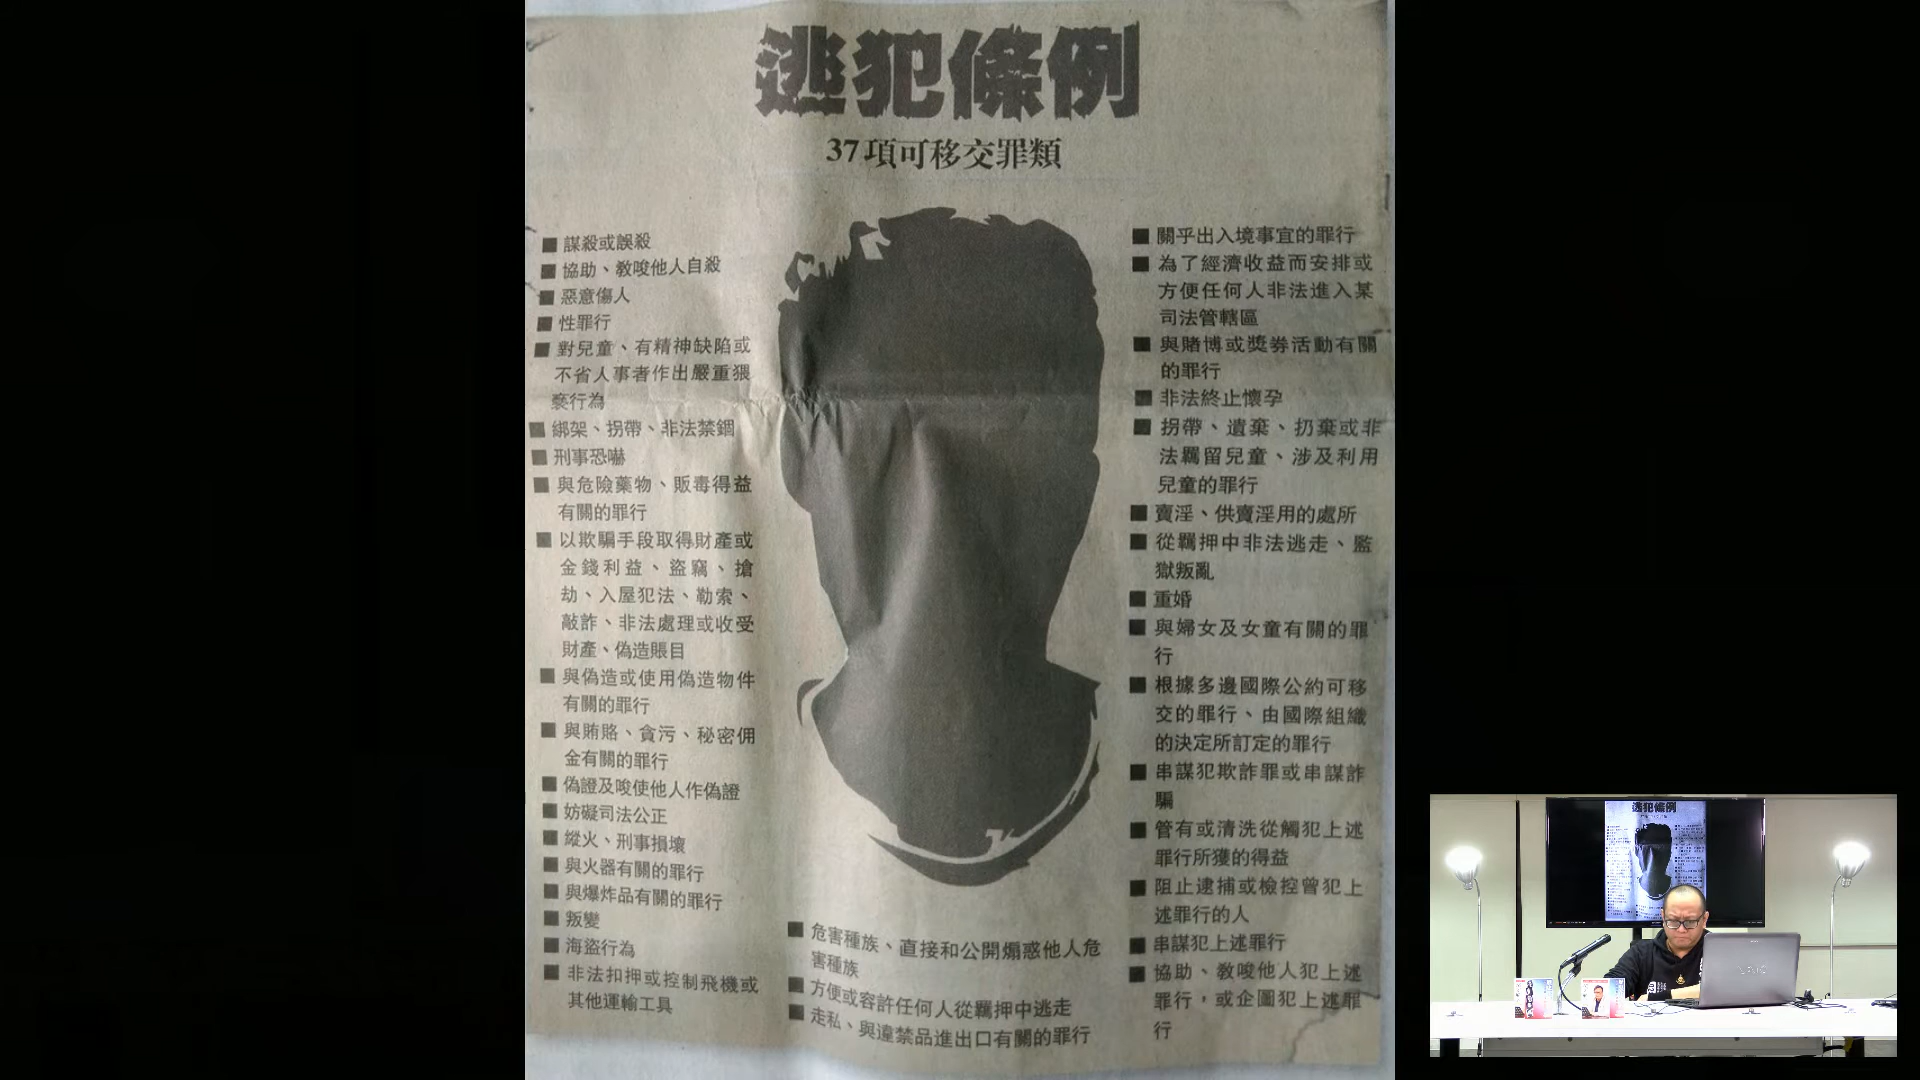 逃犯條例
37項可移交罪類
■ 謀殺或誤殺
■ 協助、教唆他人自殺
■ 惡意傷人
■ 性罪行
■ 對兒童、有精神缺陷或
不省人事者作出嚴重猥
褻行為
■ 綁架、拐帶、非法禁錮
■ 刑事恐嚇
■ 與危險藥物、販毒得益
有關的罪行
■ 以欺騙手段取得財產或
金錢利益、盜竊、搶
劫、入屋犯法、勒索、
敲詐、非法處理或收受
財產、偽造賬目
■ 與偽造或使用偽造物件
有關的罪行
■ 與賄賂、貪污、秘密佣
金有關的罪行
■ 偽證及唆使他人作偽證
■ 妨礙司法公正
■ 縱火、刑事損壞
■ 與火器有關的罪行
■ 與爆炸品有關的罪行
■ 叛變
■ 海盜行為
■ 非法扣押或控制飛機或
其他運輸工具
■ 危害種族、直接和公開煽惑他人危
害種族
■ 方便或容許任何人從羈押中逃走
■ 走私、與違禁品進出口有關的罪行
■ 關乎出入境事宜的罪行
■ 為了經濟收益而安排或
方便任何人非法進入某
司法管轄區
■ 與賭博或獎券活動有關
的罪行
■ 非法終止懷孕
■ 拐帶、遺棄、扔棄或非
法羈留兒童、涉及利用
兒童的罪行
■ 賣淫、供賣淫用的處所
■ 從羈押中非法逃走、監
獄叛亂
■ 重婚
■ 與婦女及女童有關的罪
行
■ 根據多邊國際公約可移
交的罪行、由國際組織
的決定所訂定的罪行
■ 串謀犯欺詐罪或串謀詐
騙
■ 管有或清洗從觸犯上述
罪行所獲的得益
■ 阻止逮捕或檢控曾犯上
述罪行的人
■ 串謀犯上述罪行
■ 協助、教唆他人犯上述
罪行，或企圖犯上述罪
行
逃犯條例
VAIO